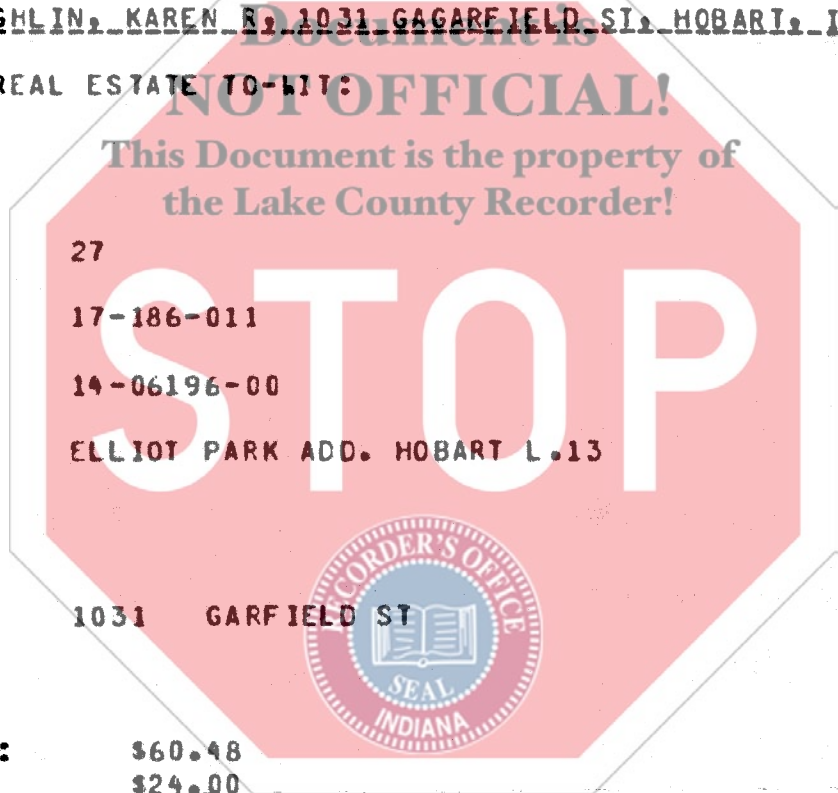 GHLIN, KAREN R, 1031 GAGARFIELD ST, HOBART, I
Document is
REAL ESTATE TO-WIT:
NOT OFFICIAL!
This Document is the property of
the Lake County Recorder!
27
STOP
17-186-011
14-06196-00
ELLIOT PARK ADD. HOBART L.13
RECORDER'S OFFICE
1031 GARFIELD ST
SEAL
INDIANA
: $60.48
$24.00